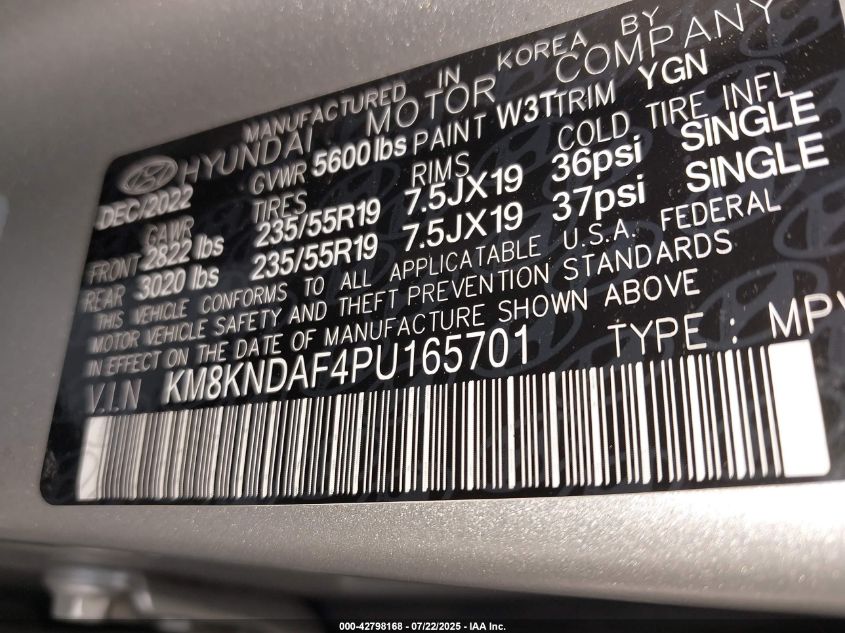 MANUFACTURED IN KOREA BY
HYUNDAI MOTOR COMPANY
DEC/2022 GVWR 5600 lbs PAINT W3T TRIM YGN
GAWR TIRES RIMS COLD TIRE INFL
FRONT 2822 lbs 235/55R19 7.5JX19 36psi SINGLE
REAR 3020 lbs 235/55R19 7.5JX19 37psi SINGLE
THIS VEHICLE CONFORMS TO ALL APPLICATABLE U.S.A. FEDERAL
MOTOR VEHICLE SAFETY AND THEFT PREVENTION STANDARDS
IN EFFECT ON THE DATE OF MANUFACTURE SHOWN ABOVE
V.I.N KM8KNDAF4PU165701 TYPE : MPV
000-42798168 - 07/22/2025 - IAA Inc.